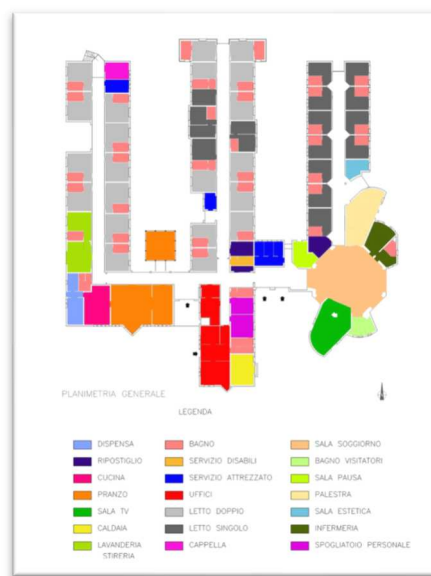 PLANIMETRIA GENERALE
LEGENDA
DISPENSA
RIPOSTIGLIO
CUCINA
PRANZO
SALA TV
CALDAIA
LAVANDERIA
STIRERIA
BAGNO
SERVIZIO DISABILI
SERVIZIO ATTREZZATO
UFFICI
LETTO DOPPIO
LETTO SINGOLO
CAPPELLA
SALA SOGGIORNO
BAGNO VISITATORI
SALA PAUSA
PALESTRA
SALA ESTETICA
INFERMERIA
SPOGLIATOIO PERSONALE